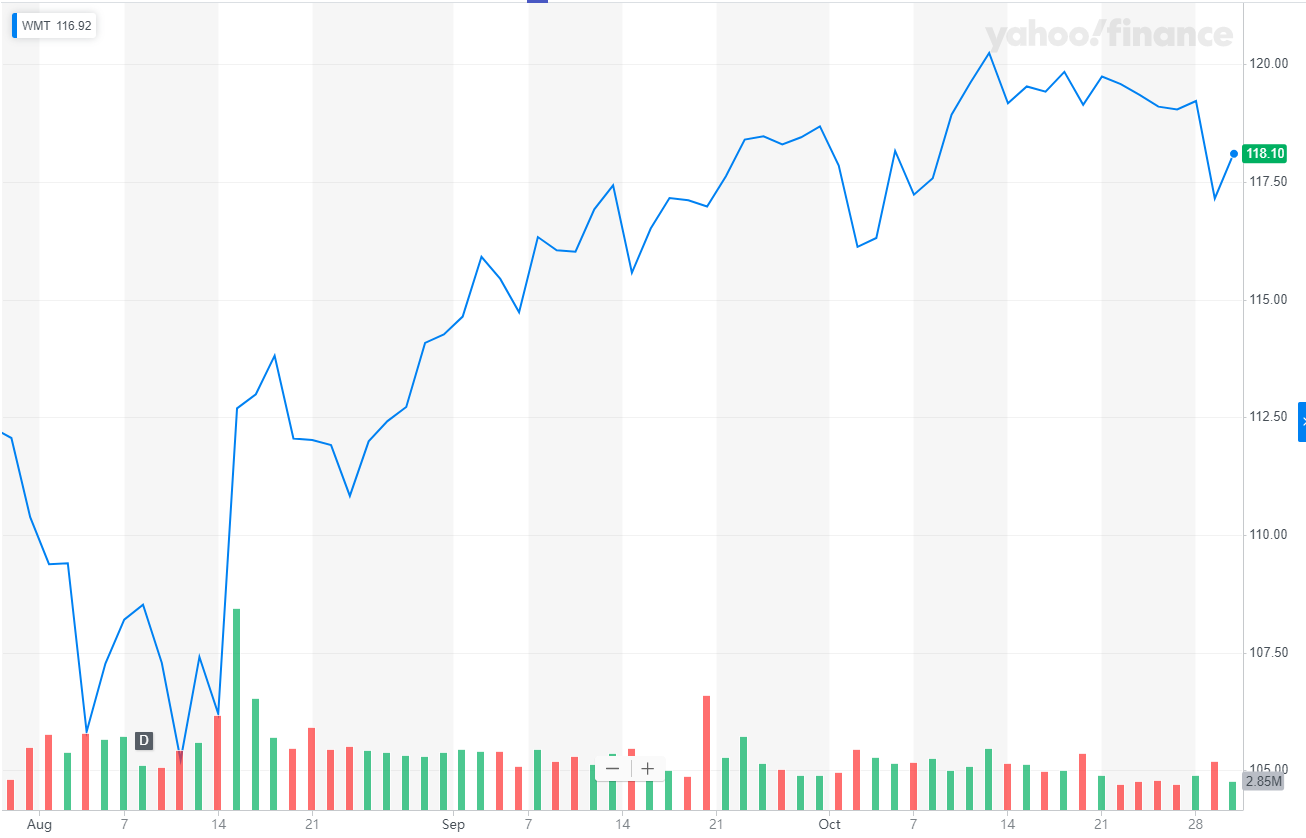 WMT 116.92
yahoo!finance
120.00
118.10
117.50
115.00
112.50
110.00
107.50
D
105.00
2.85M
Aug 7 14 21 Sep 7 14 21 Oct 7 14 21 28